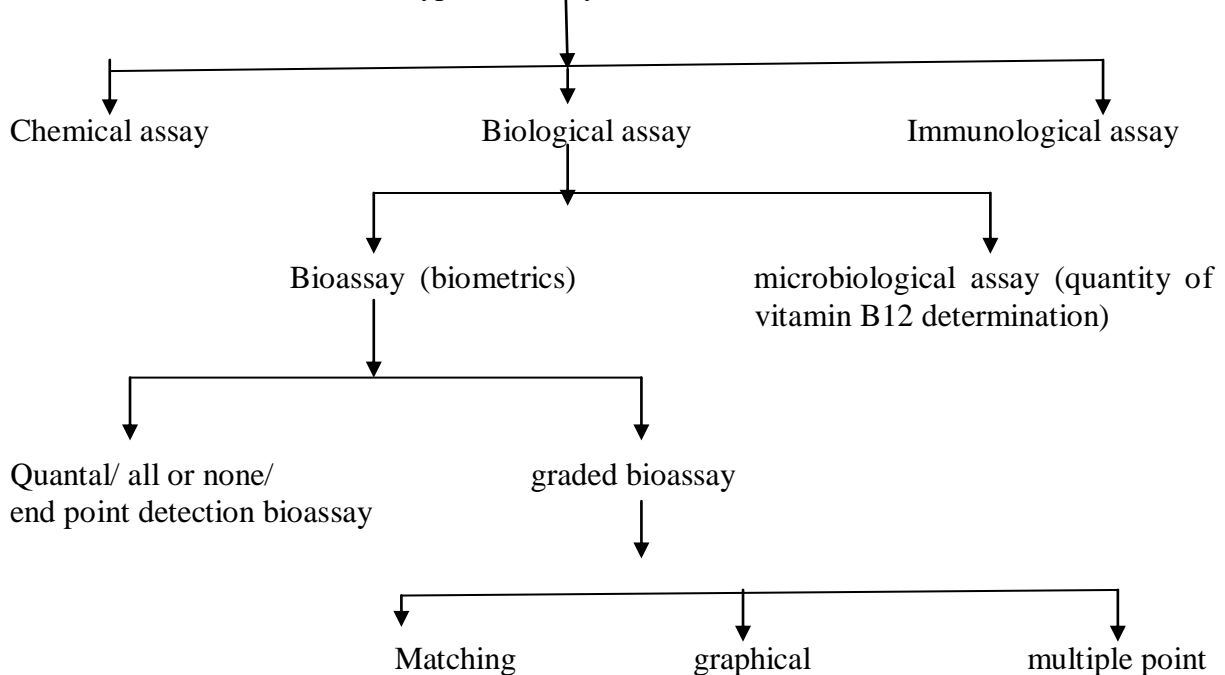 Chemical assay Biological assay Immunological assay
Bioassay (biometrics) microbiological assay (quantity of
vitamin B12 determination)
Quantal/ all or none/ graded bioassay
end point detection bioassay
Matching graphical multiple point